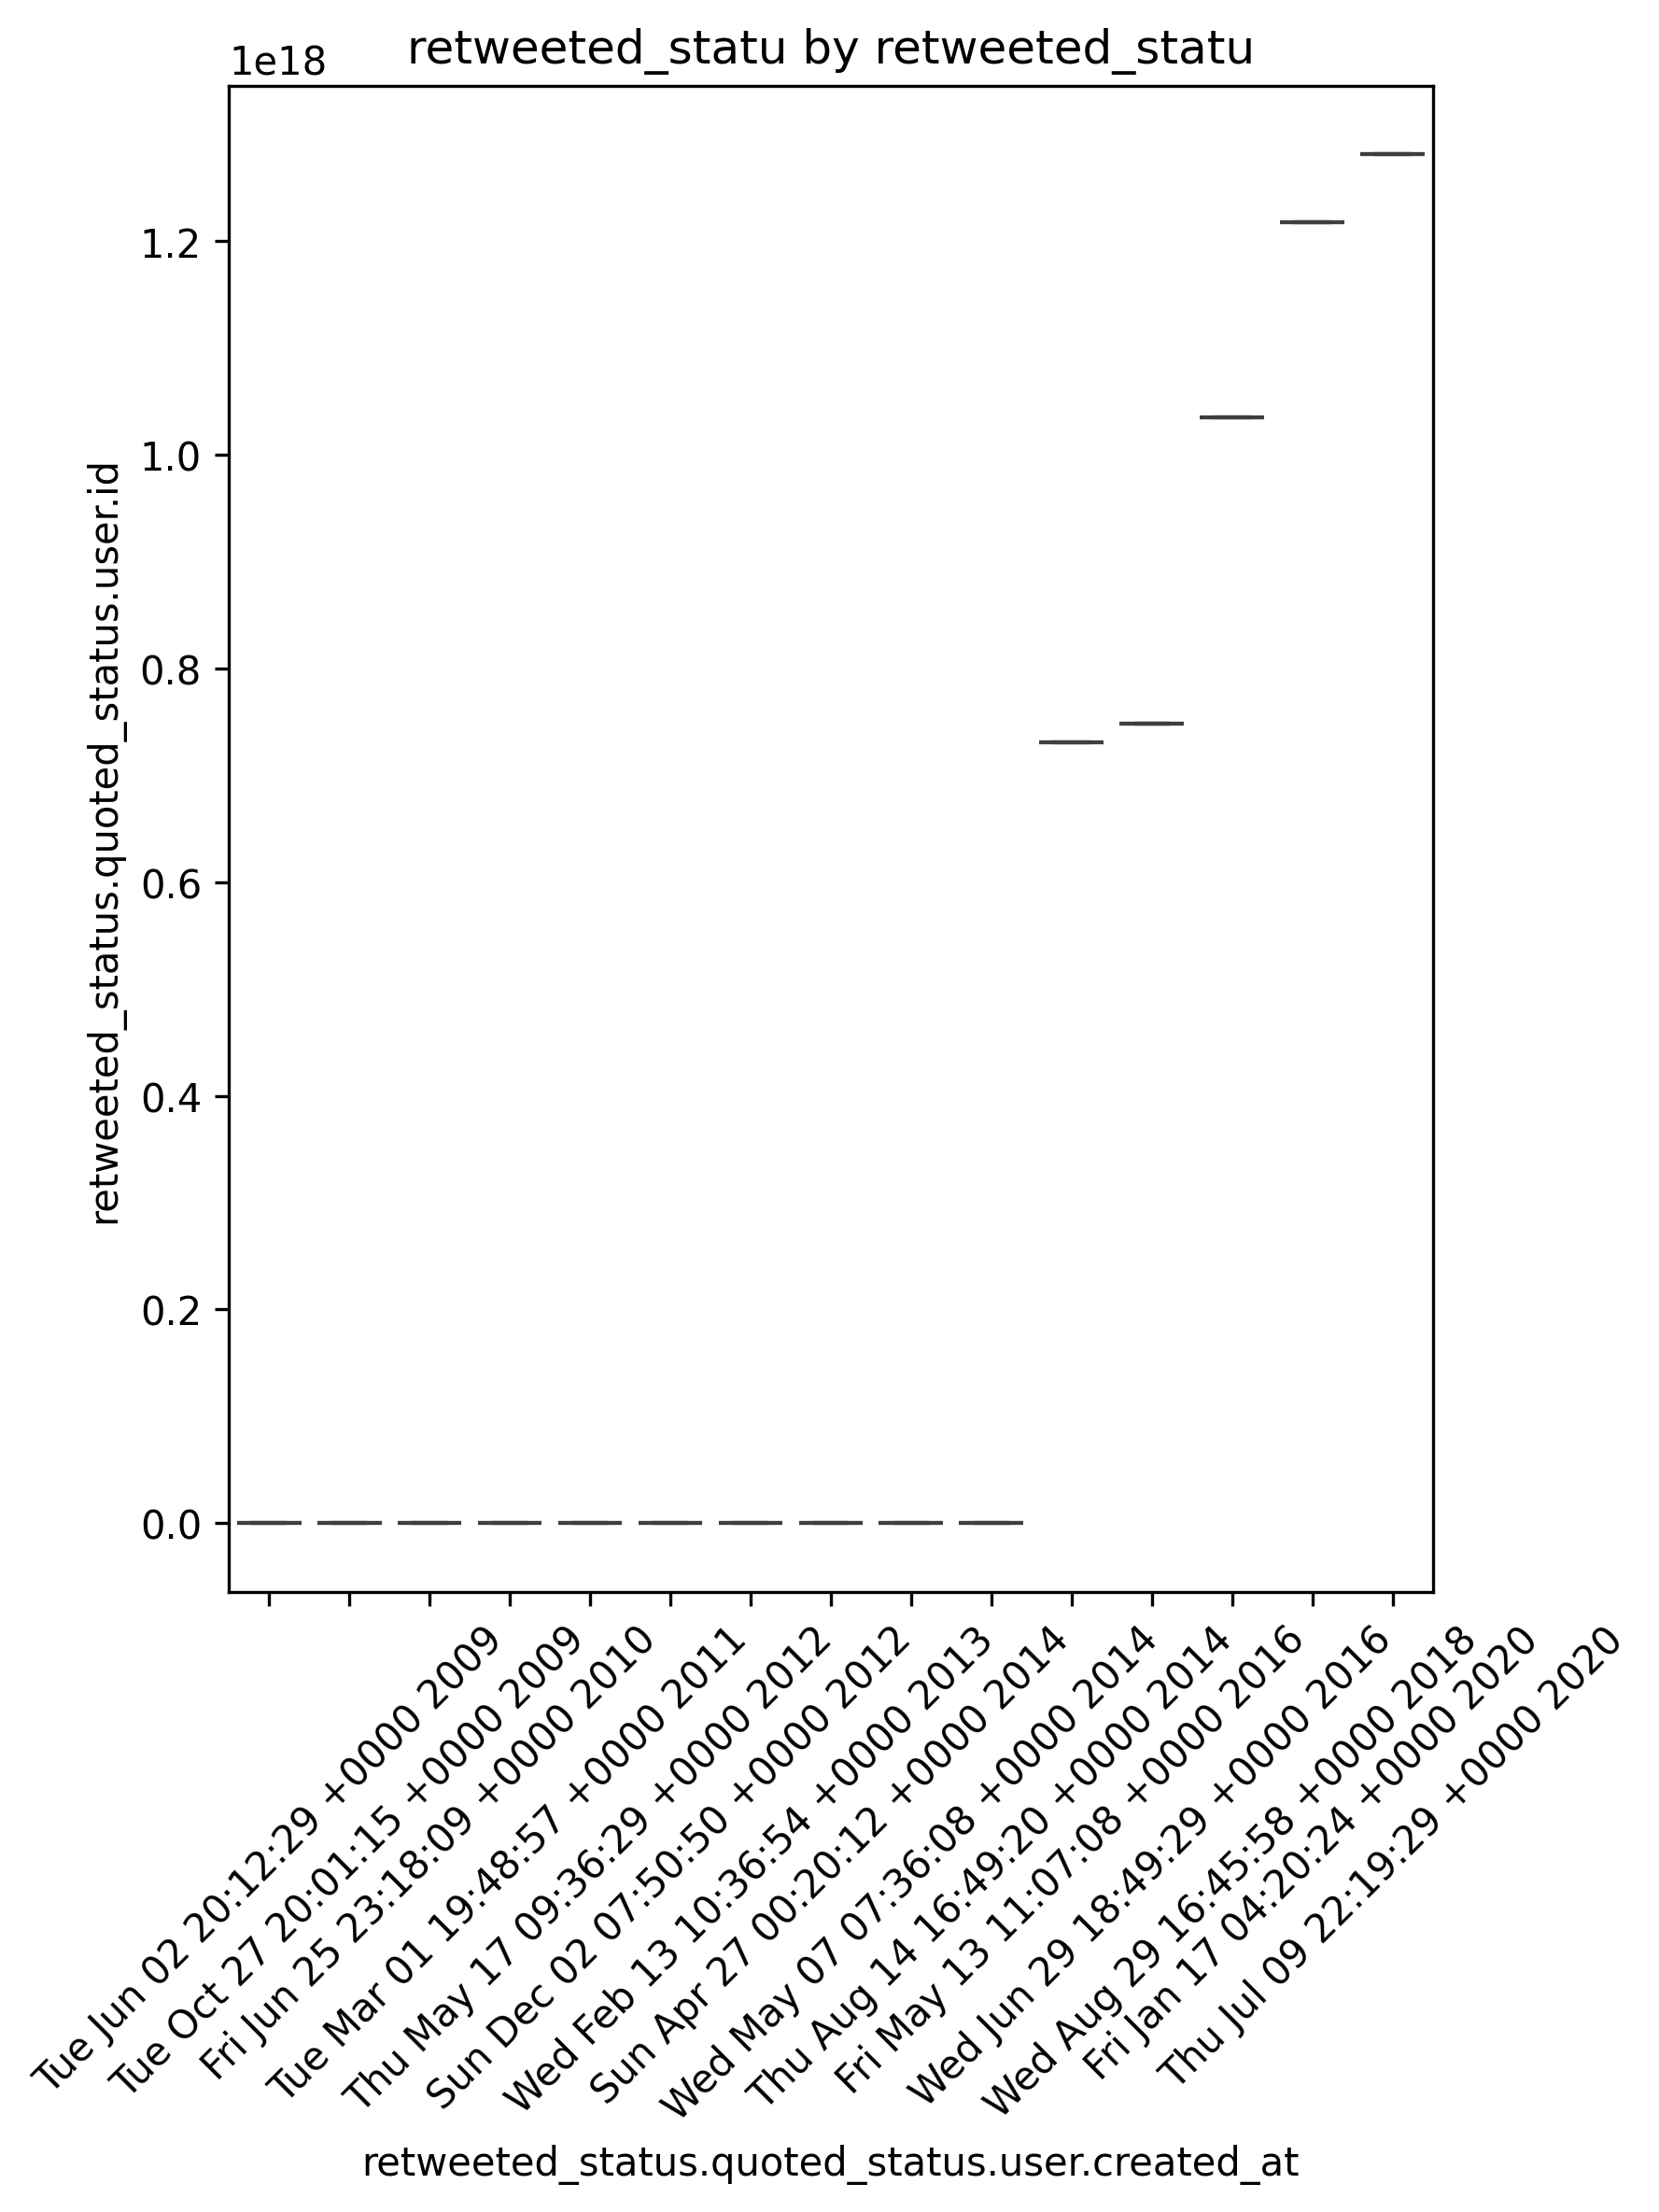 retweeted_statu by retweeted_statu
1e18
1.2
1.0
0.8
0.6
0.4
0.2
0.0
retweeted_status.quoted_status.user.id
Tue Jun 02 20:12:29 +0000 2009
Tue Oct 27 20:01:15 +0000 2009
Fri Jun 25 23:18:09 +0000 2010
Tue Mar 01 19:48:57 +0000 2011
Thu May 17 09:36:29 +0000 2012
Sun Dec 02 07:50:50 +0000 2012
Wed Feb 13 10:36:54 +0000 2013
Sun Apr 27 00:20:12 +0000 2014
Wed May 07 07:36:08 +0000 2014
Thu Aug 14 16:49:20 +0000 2014
Fri May 13 11:07:08 +0000 2016
Wed Jun 29 18:49:29 +0000 2016
Wed Aug 29 16:45:58 +0000 2018
Fri Jan 17 04:20:24 +0000 2020
Thu Jul 09 22:19:29 +0000 2020
retweeted_status.quoted_status.user.created_at